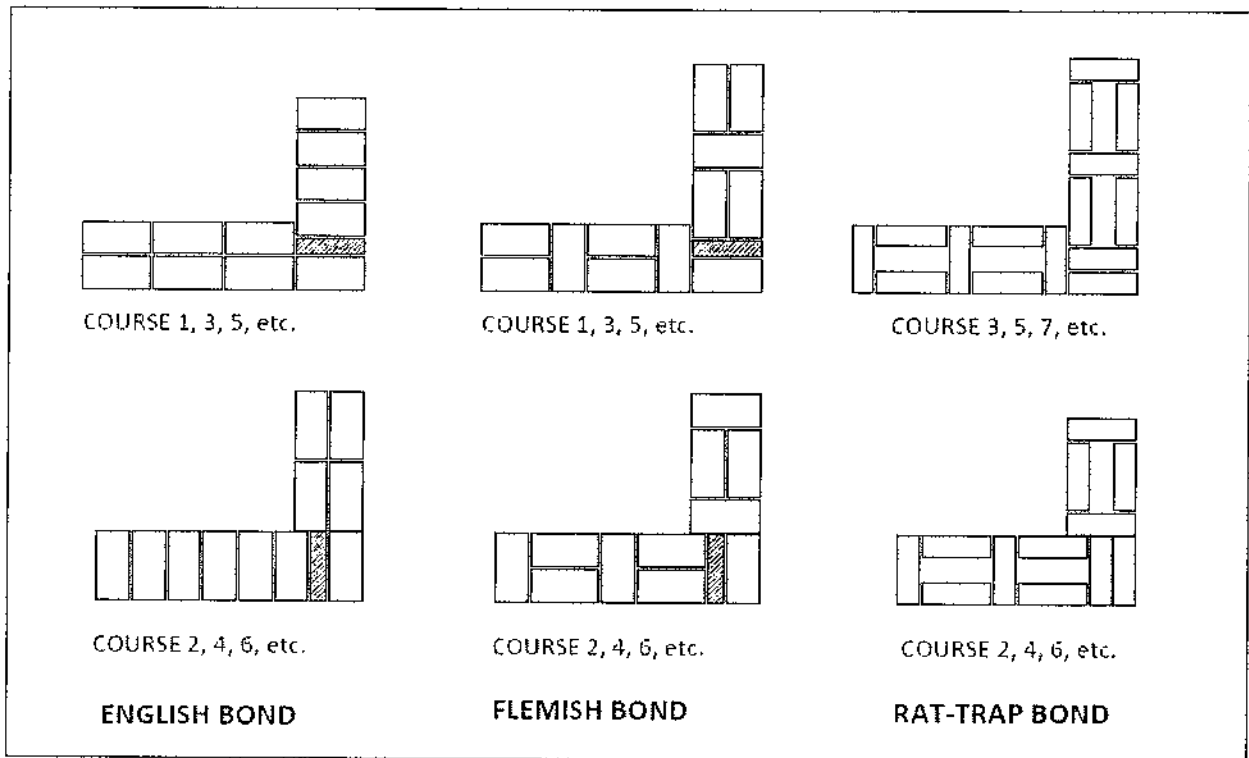 COURSE 1, 3, 5, etc.
COURSE 1, 3, 5, etc.
COURSE 3, 5, 7, etc.
COURSE 2, 4, 6, etc.
COURSE 2, 4, 6, etc.
COURSE 2, 4, 6, etc.
ENGLISH BOND
FLEMISH BOND
RAT-TRAP BOND